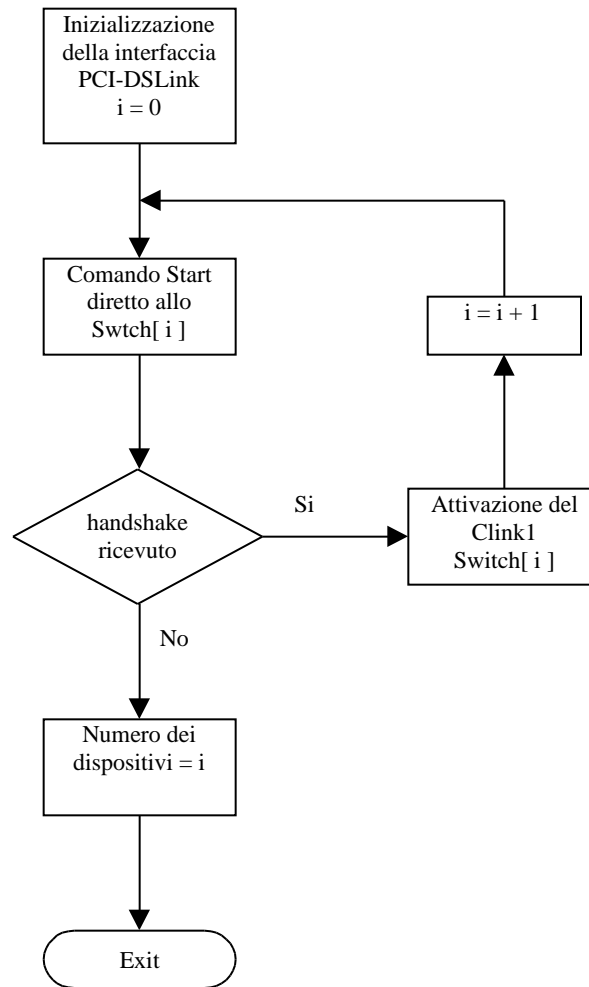 Inizializzazione
della interfaccia
PCI-DSLink
i = 0
Comando Start
diretto allo
Swtch[ i ]
i = i + 1
handshake
ricevuto
Si
Attivazione del
Clink1
Switch[ i ]
No
Numero dei
dispositivi = i
Exit